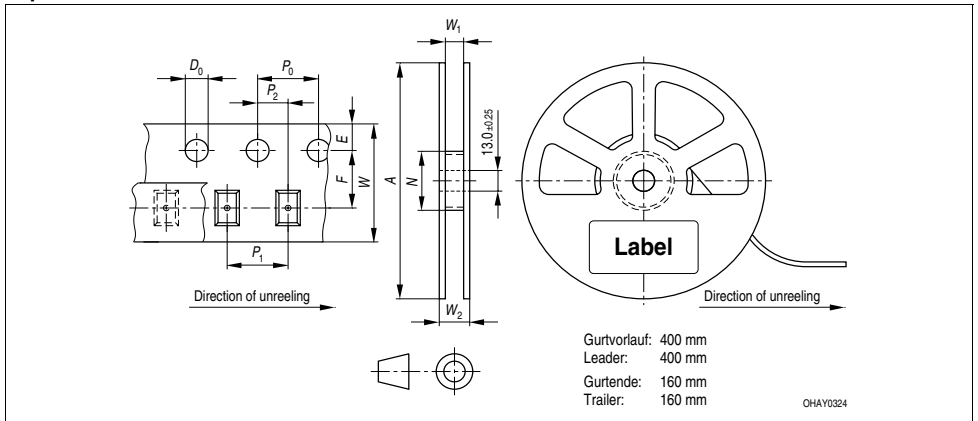 W1
D0
P0
P2
E
F
W
A
N
13.0±0.25
P1
W2
Label
Direction of unreeling
Direction of unreeling
Gurtvorlauf: 400 mm
Leader: 400 mm
Gurtende: 160 mm
Trailer: 160 mm
OHAY0324